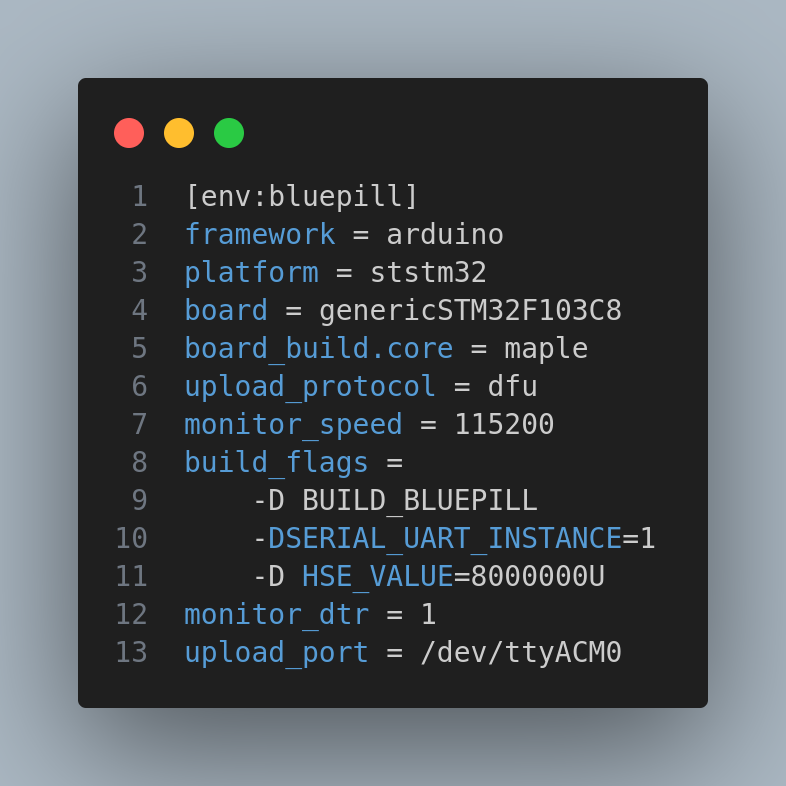 1 [env:bluepill]
2 framework = arduino
3 platform = ststm32
4 board = genericSTM32F103C8
5 board_build.core = maple
6 upload_protocol = dfu
7 monitor_speed = 115200
8 build_flags =
9     -D BUILD_BLUEPILL
10     -DSERIAL_UART_INSTANCE=1
11     -D HSE_VALUE=8000000U
12 monitor_dtr = 1
13 upload_port = /dev/ttyACM0